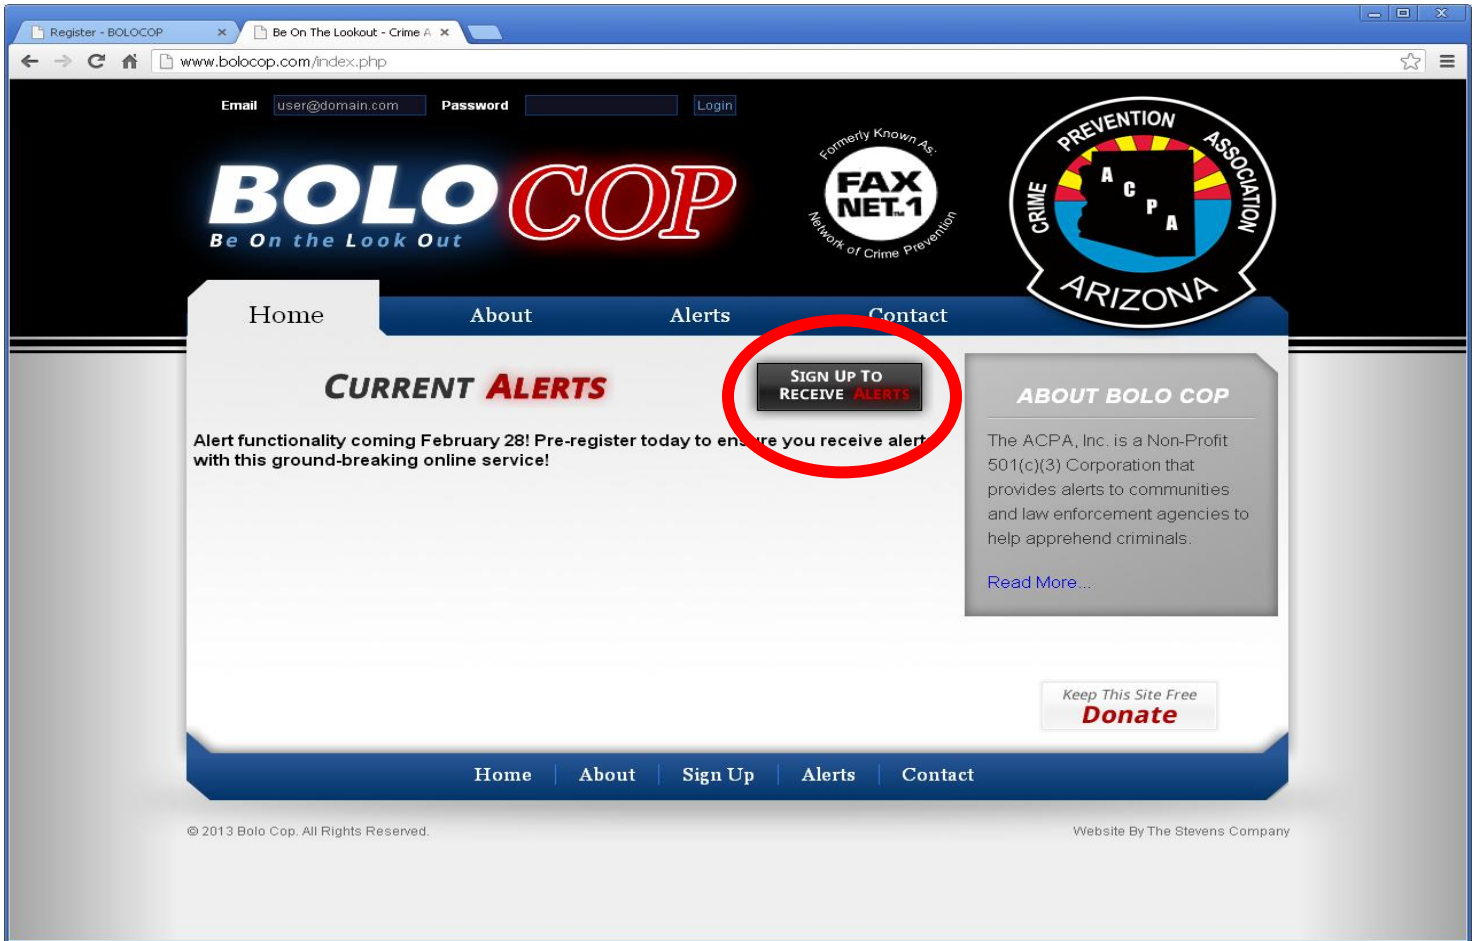 Register - BOLOCOP
Be On The Lookout - Crime A
www.bolocop.com/index.php
Email user@domain.com Password Login
BOLO COP
Be On the Look Out
Formerly Known As:
FAX
NET.1
Network of Crime Prevention
CRIME PREVENTION ASSOCIATION
A C P A
ARIZONA
Home About Alerts Contact
CURRENT ALERTS
SIGN UP TO
RECEIVE ALERTS
Alert functionality coming February 28! Pre-register today to ensure you receive alert
with this ground-breaking online service!
ABOUT BOLO COP
The ACPA, Inc. is a Non-Profit
501(c)(3) Corporation that
provides alerts to communities
and law enforcement agencies to
help apprehend criminals.
Read More...
Keep This Site Free
Donate
Home About Sign Up Alerts Contact
© 2013 Bolo Cop. All Rights Reserved.
Website By The Stevens Company